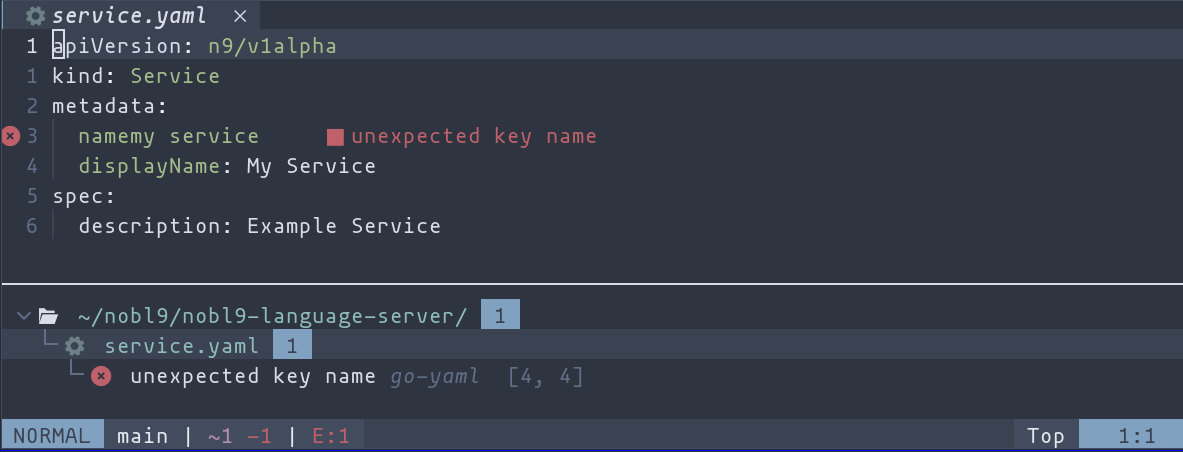 service.yaml ×
1 apiVersion: n9/v1alpha
1 kind: Service
2 metadata:
3 namemy service unexpected key name
4 displayName: My Service
5 spec:
6 description: Example Service
~/nobl9/nobl9-language-server/ 1
service.yaml 1
unexpected key name go-yaml [4, 4]
NORMAL main | ~1 -1 | E:1 Top 1:1